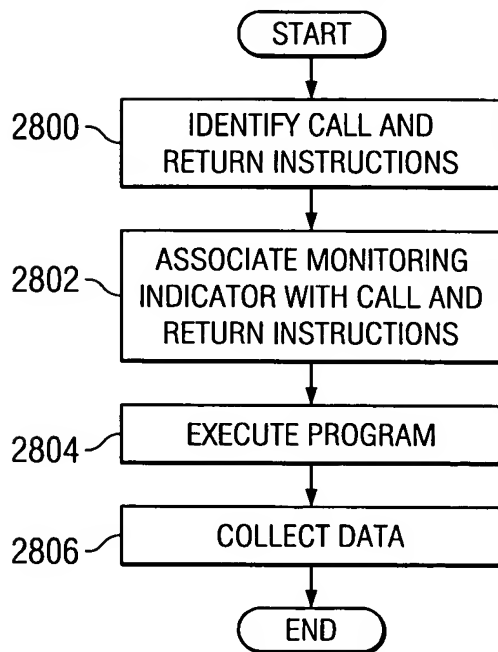 START
2800
IDENTIFY CALL AND
RETURN INSTRUCTIONS
2802
ASSOCIATE MONITORING
INDICATOR WITH CALL AND
RETURN INSTRUCTIONS
2804
EXECUTE PROGRAM
2806
COLLECT DATA
END